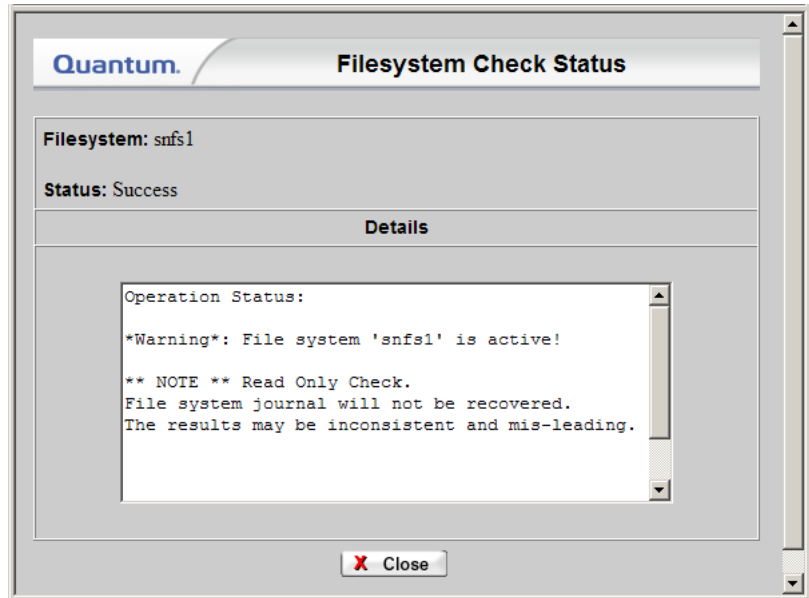 Quantum.
Filesystem Check Status
Filesystem: snfs1
Status: Success
Details
Operation Status:
*Warning*: File system 'snfs1' is active!
** NOTE ** Read Only Check.
File system journal will not be recovered.
The results may be inconsistent and mis-leading.
X Close